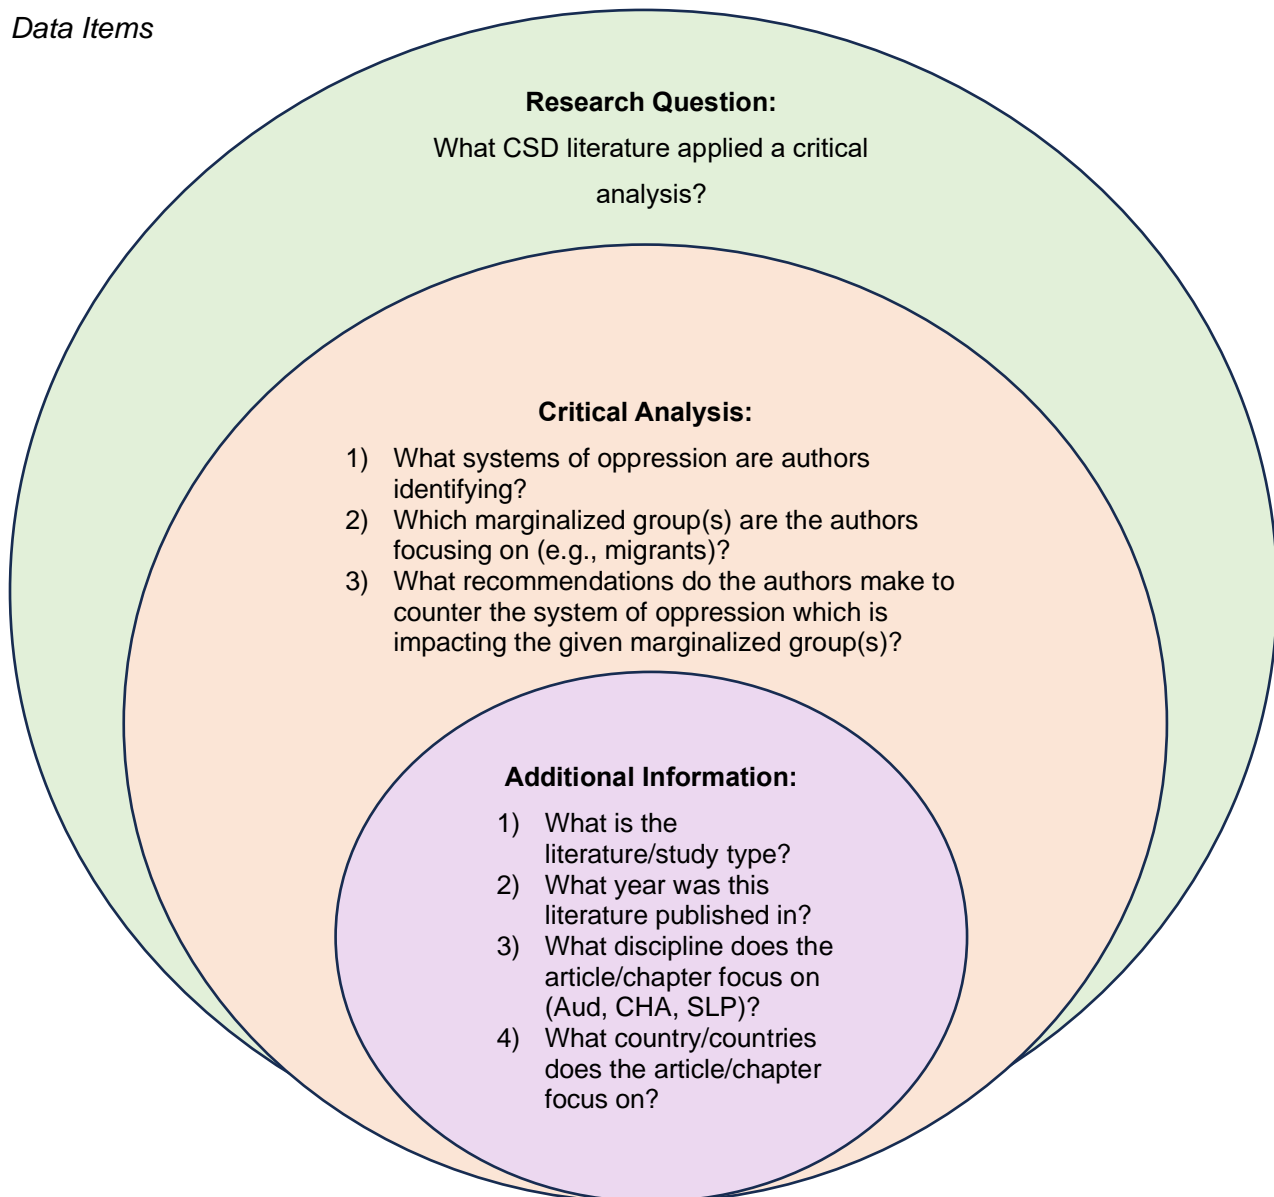 Data Items
Research Question:
What CSD literature applied a critical
analysis?
Critical Analysis:
1) What systems of oppression are authors
identifying?
2) Which marginalized group(s) are the authors
focusing on (e.g., migrants)?
3) What recommendations do the authors make to
counter the system of oppression which is
impacting the given marginalized group(s)?
Additional Information:
1) What is the
literature/study type?
2) What year was this
literature published in?
3) What discipline does the
article/chapter focus on
(Aud, CHA, SLP)?
4) What country/countries
does the article/chapter
focus on?